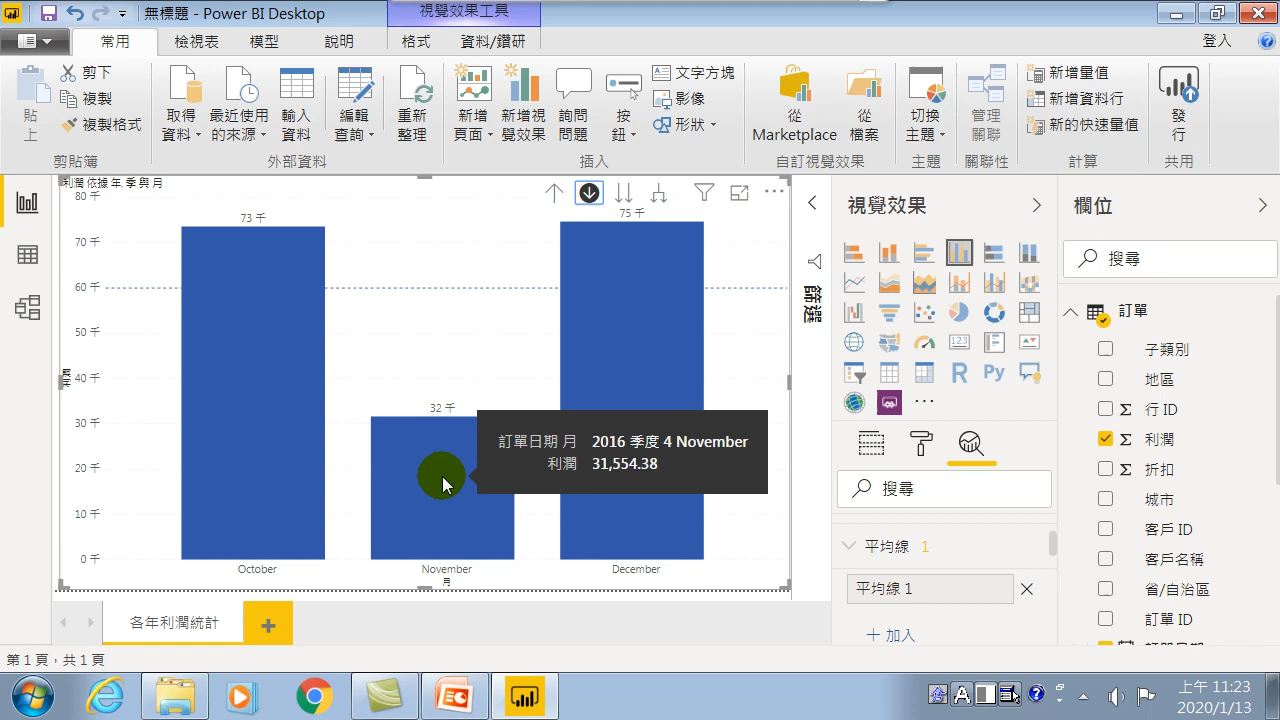 無標題 - Power BI Desktop
視覺效果工具
常用
檢視表
模型
說明
格式
資料/鑽研
登入
貼上
剪下
複製
複製格式
剪貼簿
取得資料
最近使用的來源
輸入資料
編輯查詢
重新整理
外部資料
新增頁面
新增視覺效果
詢問問題
按鈕
文字方塊
影像
形狀
插入
從 Marketplace
從檔案
自訂視覺效果
切換主題
主題
管理關聯
關聯性
新增量值
新增資料行
新的快速量值
計算
發行
共用
利潤 依據 年, 季 與 月
80 千
70 千
60 千
50 千
40 千
30 千
20 千
10 千
0 千
利潤
73 千
32 千
75 千
訂單日期 月 2016 季度 4 November
利潤 31,554.38
October
November
December
月
篩選
視覺效果
123
R
Py
搜尋
平均線 1
平均線 1
加入
欄位
搜尋
訂單
子類別
地區
行 ID
利潤
折扣
城市
客戶 ID
客戶名稱
省/自治區
訂單 ID
訂單日期
各年利潤統計
第 1 頁，共 1 頁
上午 11:23
2020/1/13